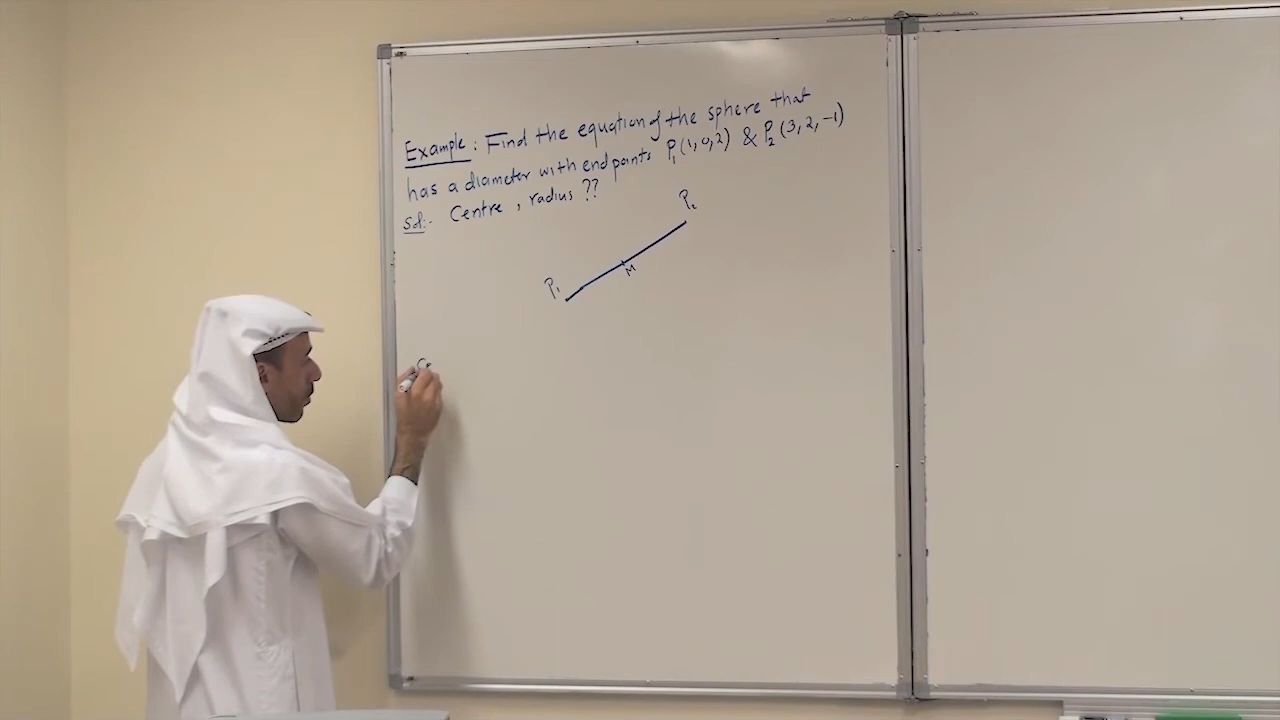 Example: Find the equation of the sphere that
has a diameter with end points P₁(1,0,2) & P₂(3,2,-1)
Sol:- Centre, radius ??
P₂
M
P₁
Ce